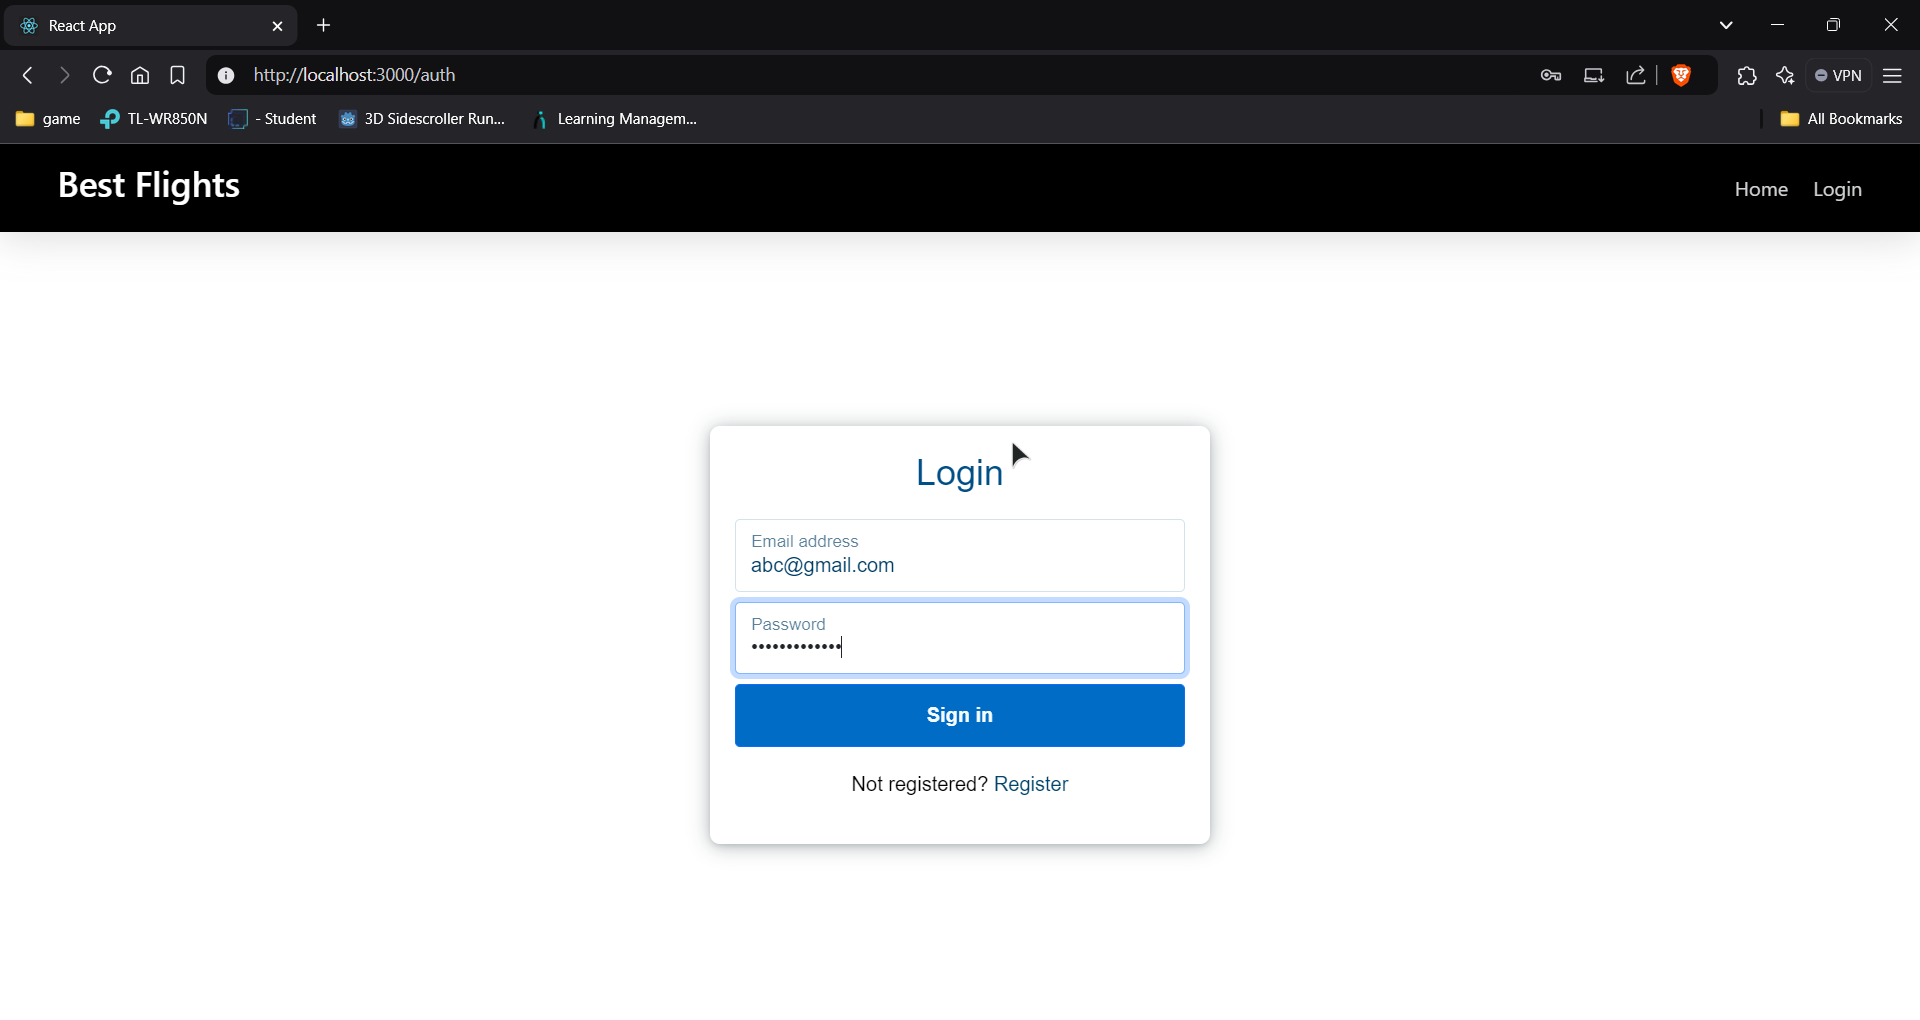 React App
http://localhost:3000/auth
VPN
game
TL-WR850N
- Student
3D Sidescroller Run...
Learning Managem...
All Bookmarks
Best Flights
Home
Login
Login
Email address
abc@gmail.com
Password
•••••••••••••
Sign in
Not registered? Register